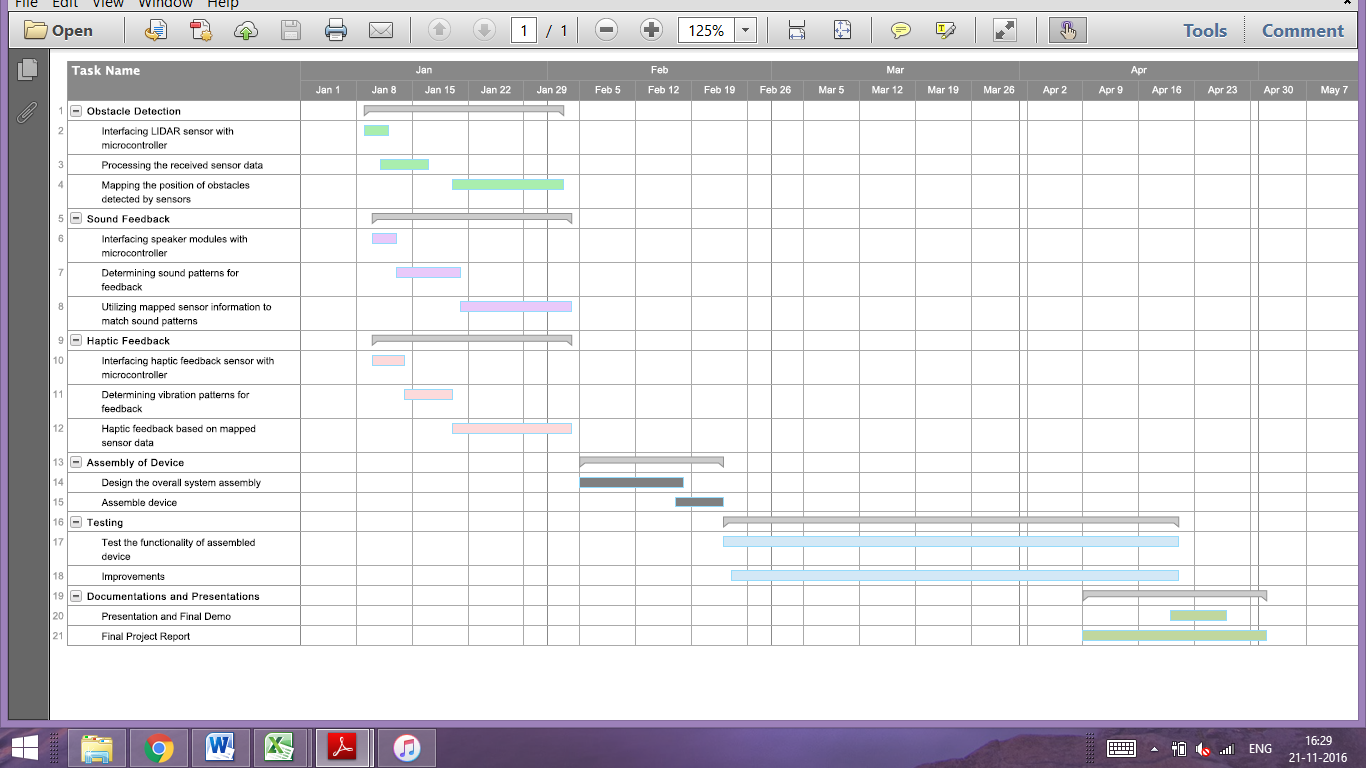 File Edit View Window Help
Open 1 / 1 125% Tools Comment
Task Name Jan Feb Mar Apr
Jan 1 Jan 8 Jan 15 Jan 22 Jan 29 Feb 5 Feb 12 Feb 19 Feb 26 Mar 5 Mar 12 Mar 19 Mar 26 Apr 2 Apr 9 Apr 16 Apr 23 Apr 30 May 7
1 Obstacle Detection
2 Interfacing LIDAR sensor with
microcontroller
3 Processing the received sensor data
4 Mapping the position of obstacles
detected by sensors
5 Sound Feedback
6 Interfacing speaker modules with
microcontroller
7 Determining sound patterns for
feedback
8 Utilizing mapped sensor information to
match sound patterns
9 Haptic Feedback
10 Interfacing haptic feedback sensor with
microcontroller
11 Determining vibration patterns for
feedback
12 Haptic feedback based on mapped
sensor data
13 Assembly of Device
14 Design the overall system assembly
15 Assemble device
16 Testing
17 Test the functionality of assembled
device
18 Improvements
19 Documentations and Presentations
20 Presentation and Final Demo
21 Final Project Report
ENG
16:29
21-11-2016